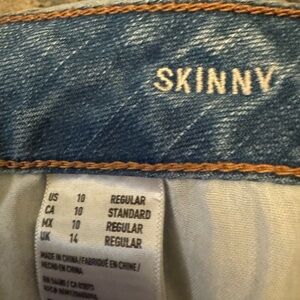 SKINNY
US 10 REGULAR
CA 10 STANDARD
MX 10 REGULAR
UK 14 REGULAR
MADE IN CHINA/FABRIQUÉ EN CHINE/
HECHO EN CHINA